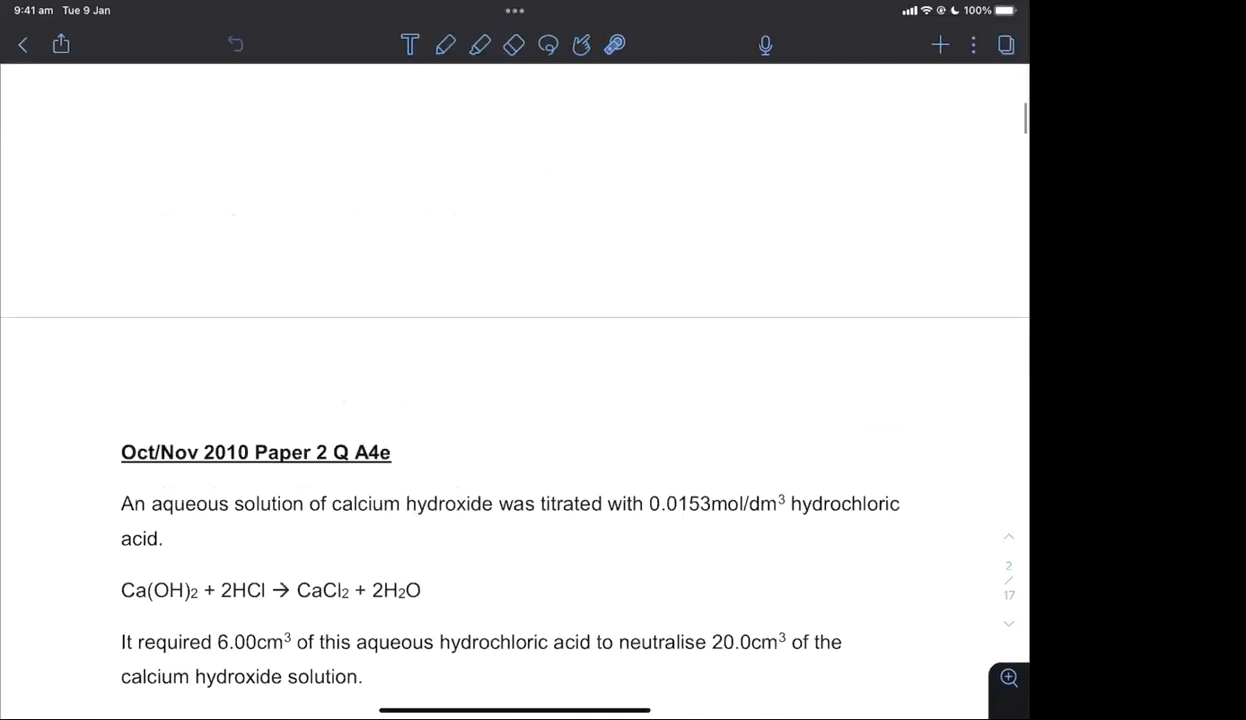 9:41 am Tue 9 Jan
100%
Oct/Nov 2010 Paper 2 Q A4e
An aqueous solution of calcium hydroxide was titrated with 0.0153mol/dm³ hydrochloric
acid.
Ca(OH)₂ + 2HCl → CaCl₂ + 2H₂O
It required 6.00cm³ of this aqueous hydrochloric acid to neutralise 20.0cm³ of the
calcium hydroxide solution.
2
/
17